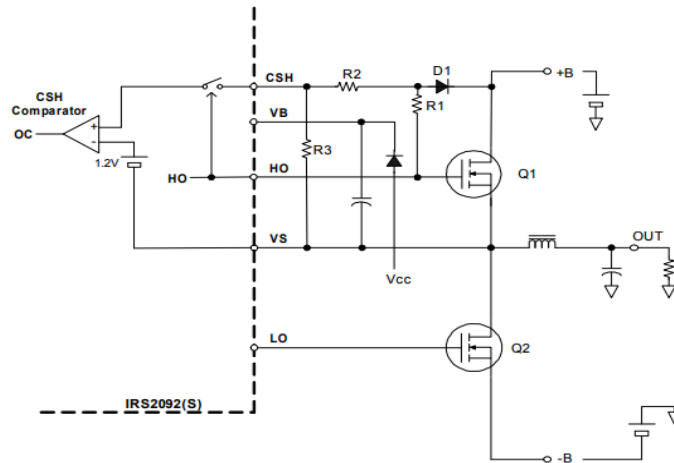 +B
CSH
R2
D1
CSH
Comparator
R1
VB
OC
+
-
R3
1.2V
HO
HO
Q1
VS
OUT
Vcc
LO
Q2
IRS2092(S)
-B